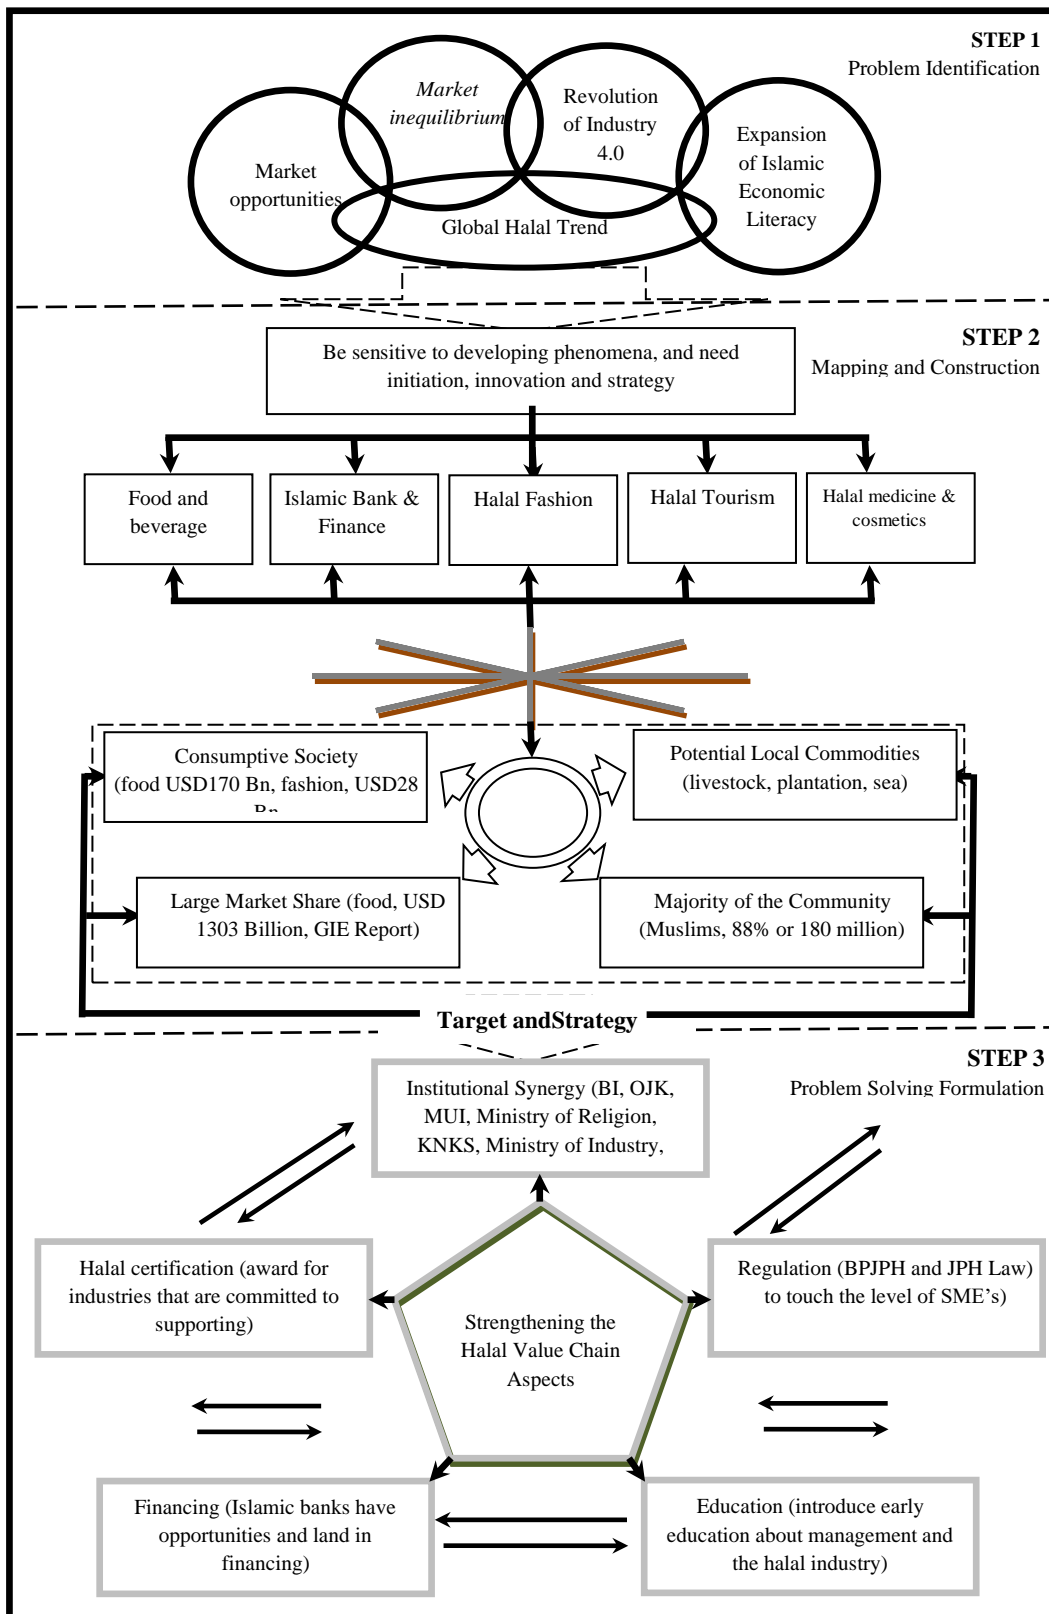 STEP 1
Problem Identification
Market
inequilibrium
Revolution
of Industry
4.0
Expansion
of Islamic
Economic
Literacy
Market
opportunities
Global Halal Trend
STEP 2
Mapping and Construction
Be sensitive to developing phenomena, and need
initiation, innovation and strategy
Food and
beverage
Islamic Bank &
Finance
Halal Fashion
Halal Tourism
Halal medicine &
cosmetics
Consumptive Society
(food USD170 Bn, fashion, USD28
Bn
Potential Local Commodities
(livestock, plantation, sea)
Large Market Share (food, USD
1303 Billion, GIE Report)
Majority of the Community
(Muslims, 88% or 180 million)
Target andStrategy
STEP 3
Problem Solving Formulation
Institutional Synergy (BI, OJK,
MUI, Ministry of Religion,
KNKS, Ministry of Industry,
Halal certification (award for
industries that are committed to
supporting)
Regulation (BPJPH and JPH Law)
to touch the level of SME's)
Strengthening the
Halal Value Chain
Aspects
Financing (Islamic banks have
opportunities and land in
financing)
Education (introduce early
education about management and
the halal industry)